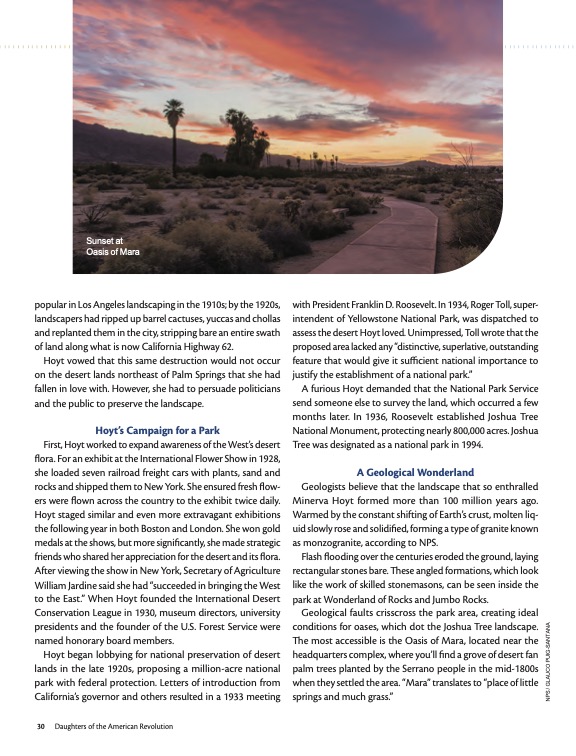 Sunset at
Oasis of Mara
popular in Los Angeles landscaping in the 1910s; by the 1920s,
landscapers had ripped up barrel cactuses, yuccas and chollas
and replanted them in the city, stripping bare an entire swath
of land along what is now California Highway 62.
Hoyt vowed that this same destruction would not occur
on the desert lands northeast of Palm Springs that she had
fallen in love with. However, she had to persuade politicians
and the public to preserve the landscape.
Hoyt's Campaign for a Park
First, Hoyt worked to expand awareness of the West's desert
flora. For an exhibit at the International Flower Show in 1928,
she loaded seven railroad freight cars with plants, sand and
rocks and shipped them to New York. She ensured fresh flow-
ers were flown across the country to the exhibit twice daily.
Hoyt staged similar and even more extravagant exhibitions
the following year in both Boston and London. She won gold
medals at the shows, but more significantly, she made strategic
friends who shared her appreciation for the desert and its flora.
After viewing the show in New York, Secretary of Agriculture
William Jardine said she had "succeeded in bringing the West
to the East." When Hoyt founded the International Desert
Conservation League in 1930, museum directors, university
presidents and the founder of the U.S. Forest Service were
named honorary board members.
Hoyt began lobbying for national preservation of desert
lands in the late 1920s, proposing a million-acre national
park with federal protection. Letters of introduction from
California's governor and others resulted in a 1933 meeting
with President Franklin D. Roosevelt. In 1934, Roger Toll, super-
intendent of Yellowstone National Park, was dispatched to
assess the desert Hoyt loved. Unimpressed, Toll wrote that the
proposed area lacked any "distinctive, superlative, outstanding
feature that would give it sufficient national importance to
justify the establishment of a national park."
A furious Hoyt demanded that the National Park Service
send someone else to survey the land, which occurred a few
months later. In 1936, Roosevelt established Joshua Tree
National Monument, protecting nearly 800,000 acres. Joshua
Tree was designated as a national park in 1994.
A Geological Wonderland
Geologists believe that the landscape that so enthralled
Minerva Hoyt formed more than 100 million years ago.
Warmed by the constant shifting of Earth's crust, molten liq-
uid slowly rose and solidified, forming a type of granite known
as monzogranite, according to NPS.
Flash flooding over the centuries eroded the ground, laying
rectangular stones bare. These angled formations, which look
like the work of skilled stonemasons, can be seen inside the
park at Wonderland of Rocks and Jumbo Rocks.
Geological faults crisscross the park area, creating ideal
conditions for oases, which dot the Joshua Tree landscape.
The most accessible is the Oasis of Mara, located near the
headquarters complex, where you'll find a grove of desert fan
palm trees planted by the Serrano people in the mid-1800s
when they settled the area. "Mara" translates to "place of little
springs and much grass."
NPS / GLAUCO PUIG-SANTANA
30 Daughters of the American Revolution